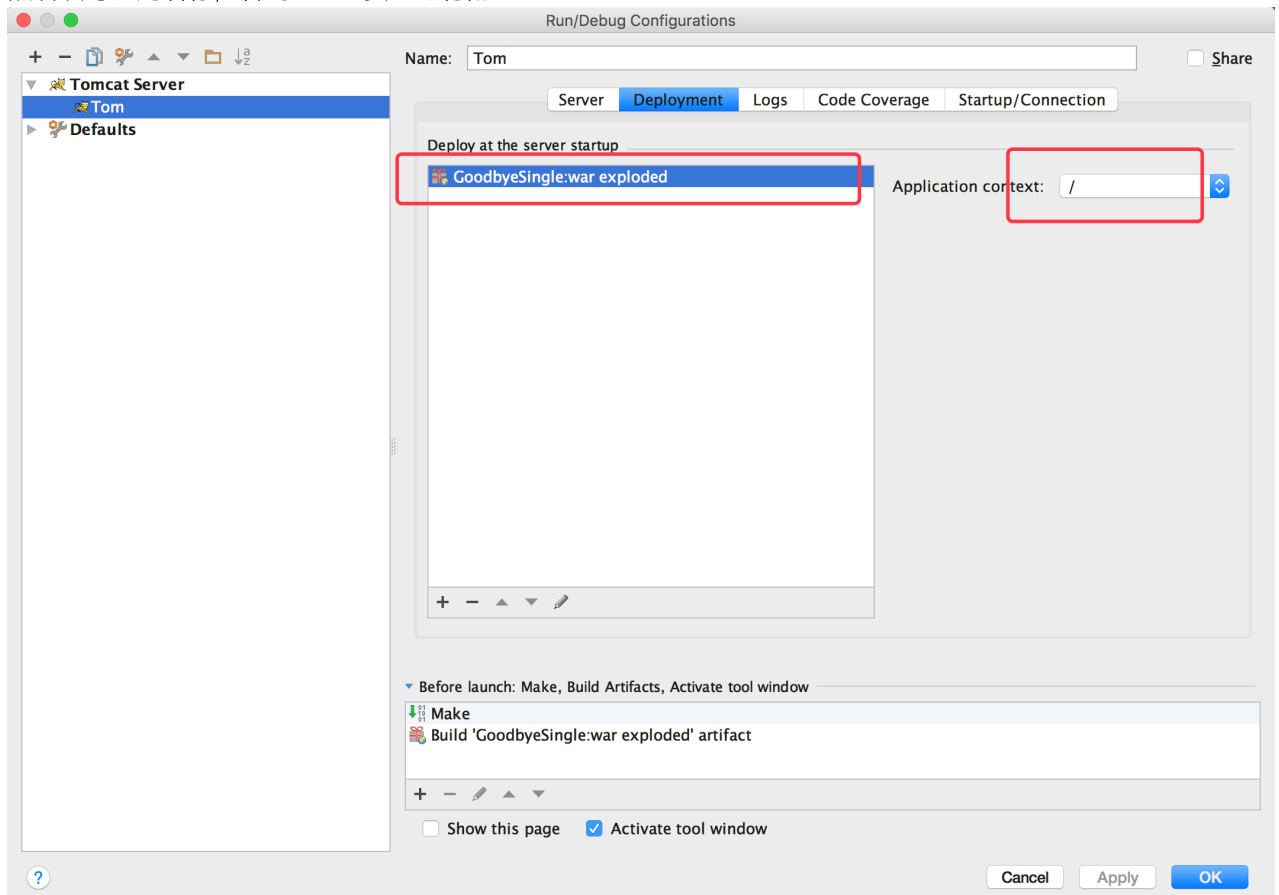 Run/Debug Configurations
Name: Tom
Share
Tomcat Server
Tom
Defaults
Server Deployment Logs Code Coverage Startup/Connection
Deploy at the server startup
GoodbyeSingle:war exploded
Application context: /
Before launch: Make, Build Artifacts, Activate tool window
Make
Build 'GoodbyeSingle:war exploded' artifact
Show this page Activate tool window
? Cancel Apply OK